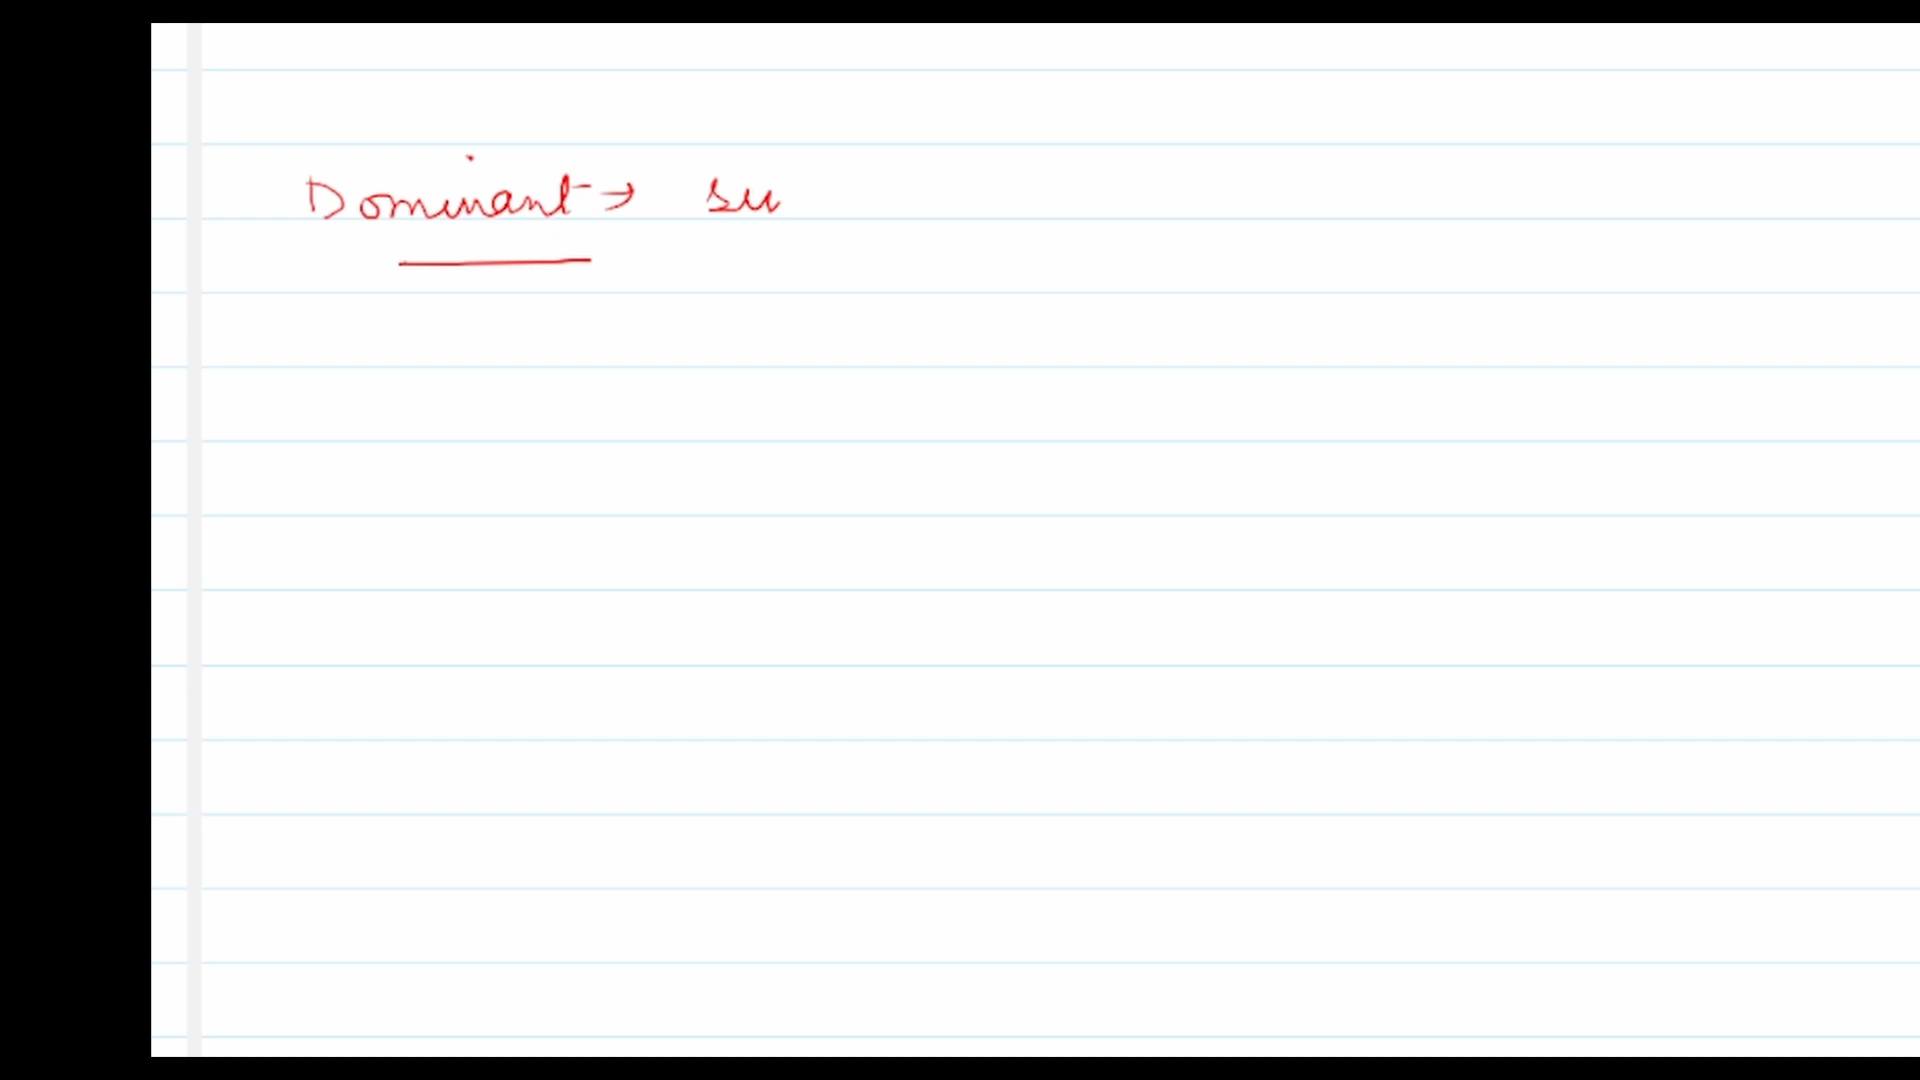 Dominant → su